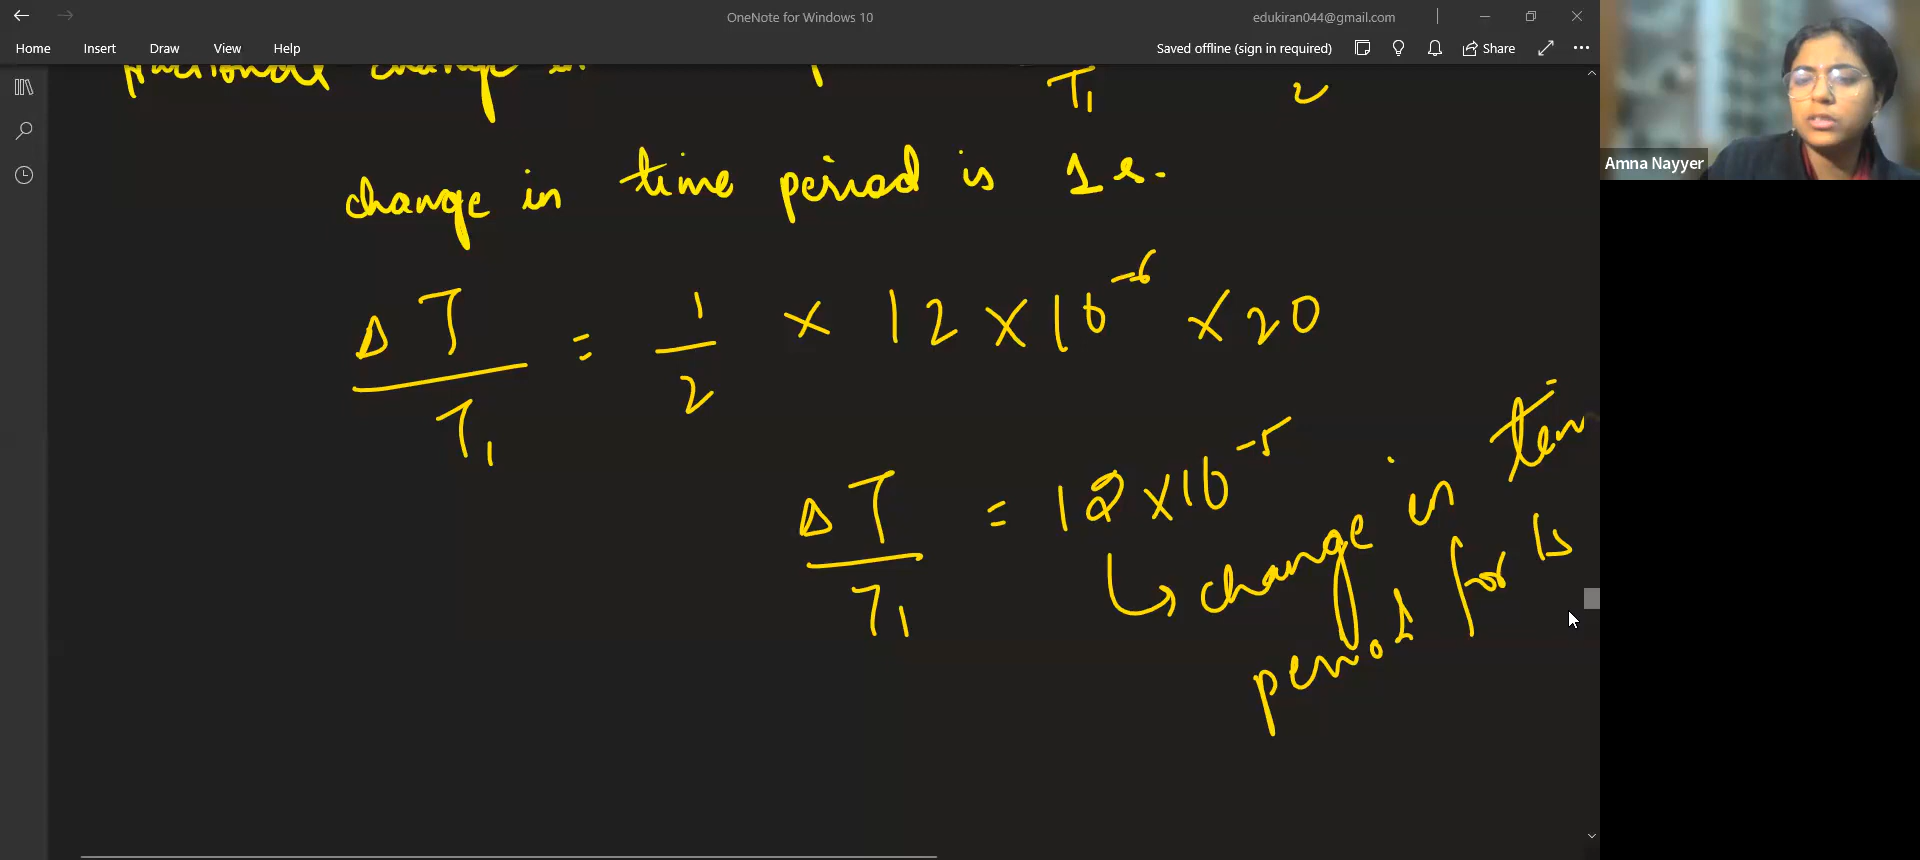 OneNote for Windows 10
edukiran044@gmail.com
Home Insert Draw View Help
Saved offline (sign in required)
Share
Amna Nayyer
change in
T1 2
change in time period is 1s.
ΔT/T1 = 1/2 × 12 × 10^-6 × 20
ΔT/T1 = 12 × 10^-5
↳ change in
period for 1s